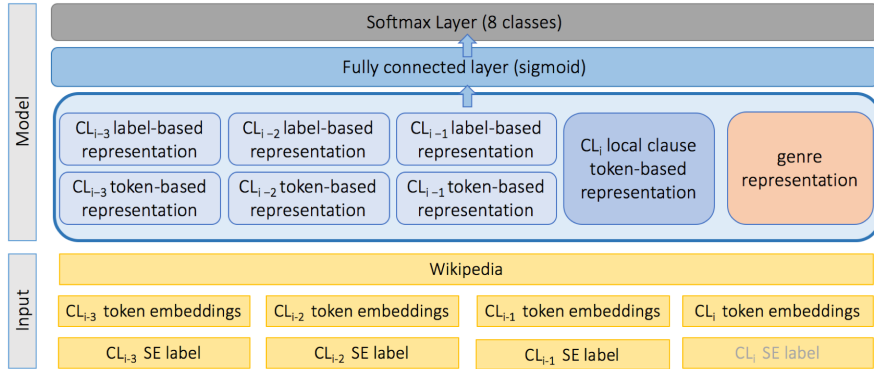 Softmax Layer (8 classes)
Fully connected layer (sigmoid)
Model
CLi−3 label-based
representation
CLi−2 label-based
representation
CLi−1 label-based
representation
CLi−3 token-based
representation
CLi−2 token-based
representation
CLi−1 token-based
representation
CLi local clause
token-based
representation
genre
representation
Input
Wikipedia
CLi-3 token embeddings
CLi-2 token embeddings
CLi-1 token embeddings
CLi token embeddings
CLi-3 SE label
CLi-2 SE label
CLi-1 SE label
CLi SE label